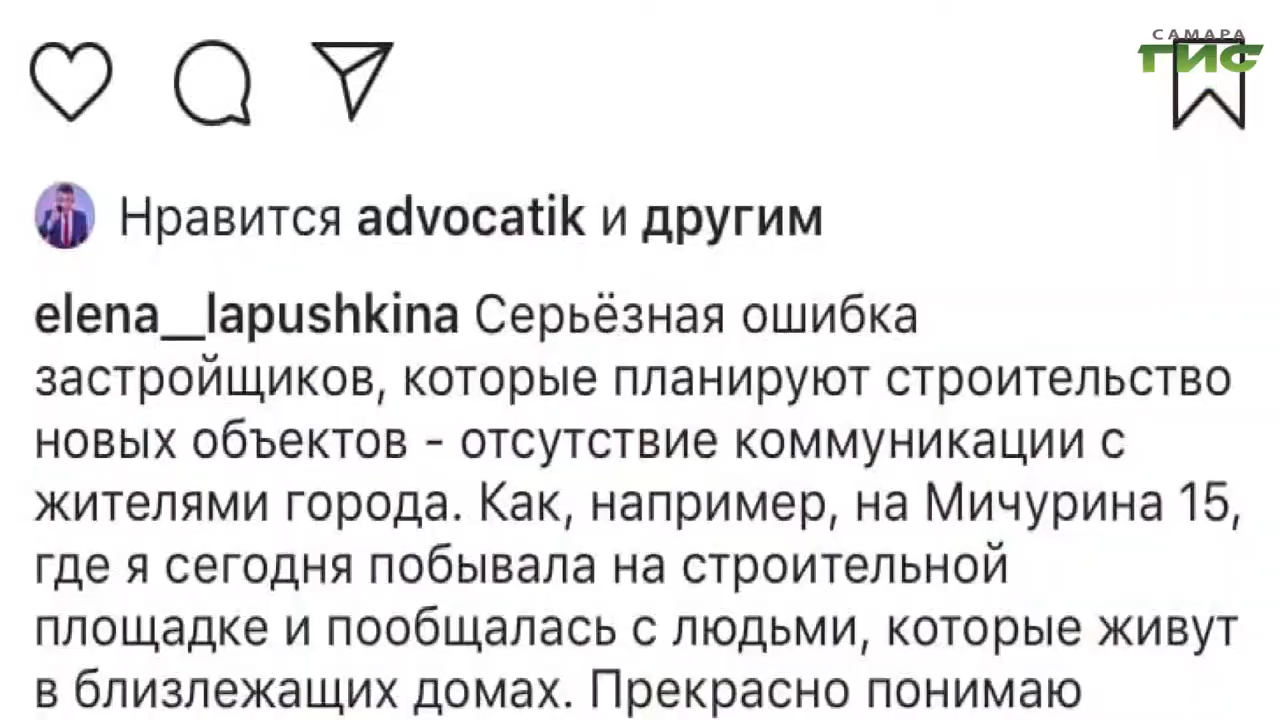 САМАРА
ГИС
Нравится advocatik и другим
elena__lapushkina Серьёзная ошибка
застройщиков, которые планируют строительство
новых объектов - отсутствие коммуникации с
жителями города. Как, например, на Мичурина 15,
где я сегодня побывала на строительной
площадке и пообщалась с людьми, которые живут
в близлежащих домах. Прекрасно понимаю